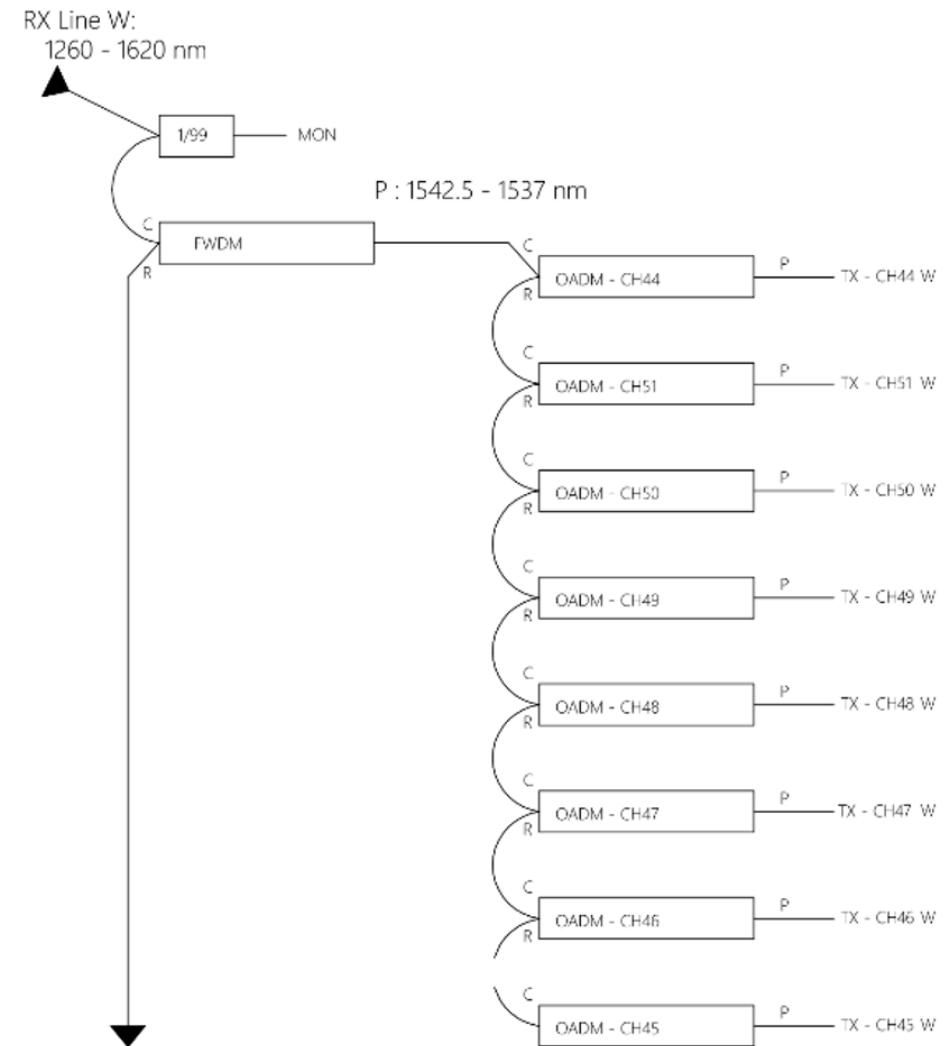 RX Line W:
1260 - 1620 nm
1/99
MON
P : 1542.5 - 1537 nm
C
FWDM
R
C
OADM - CH44
P
TX - CH44 W
R
C
OADM - CH51
P
TX - CH51 W
R
C
OADM - CH50
P
TX - CH50 W
R
C
OADM - CH49
P
TX - CH49 W
R
C
OADM - CH48
P
TX - CH48 W
R
C
OADM - CH47
P
TX - CH47 W
R
C
OADM - CH46
P
TX - CH46 W
R
C
OADM - CH45
P
TX - CH45 W